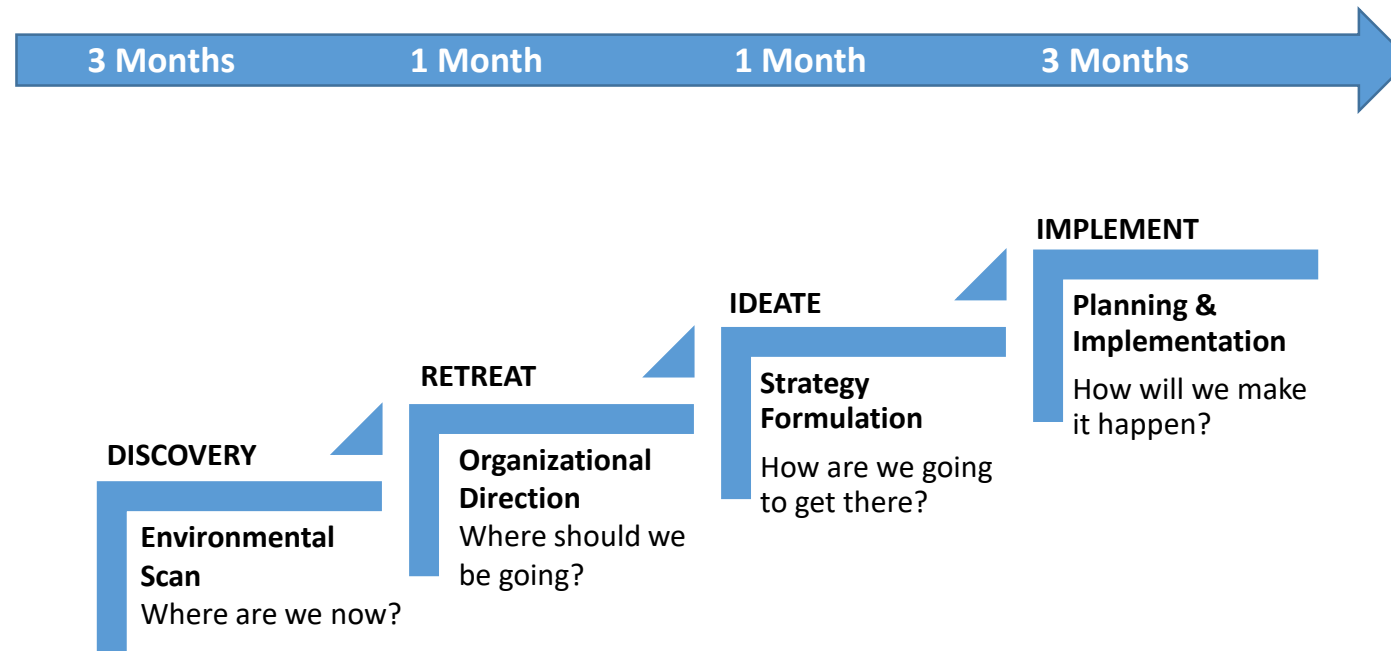 3 Months
1 Month
1 Month
3 Months
DISCOVERY
Environmental
Scan
Where are we now?
RETREAT
Organizational
Direction
Where should we
be going?
IDEATE
Strategy
Formulation
How are we going
to get there?
IMPLEMENT
Planning &
Implementation
How will we make
it happen?